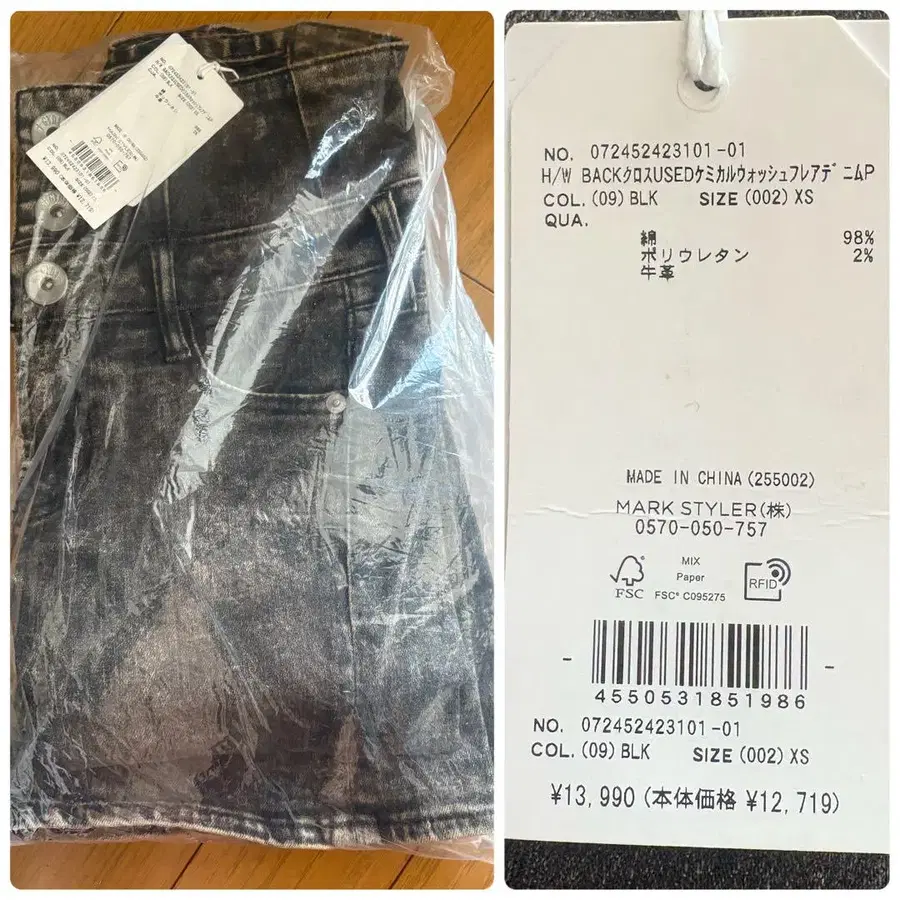 NO. 072452423101-01
H/W BACKクロスUSEDケミカルウォッシュフレアデニムP
COL. (09) BLK SIZE (002) XS
QUA.
綿 98%
ポリウレタン 2%
牛革
MADE IN CHINA (255002)
MARK STYLER(株)
0570-050-757
FSC
MIX
Paper
FSC® C095275
RFID
4550531851986
NO. 072452423101-01
COL. (09) BLK SIZE (002) XS
¥13,990 (本体価格 ¥12,719)